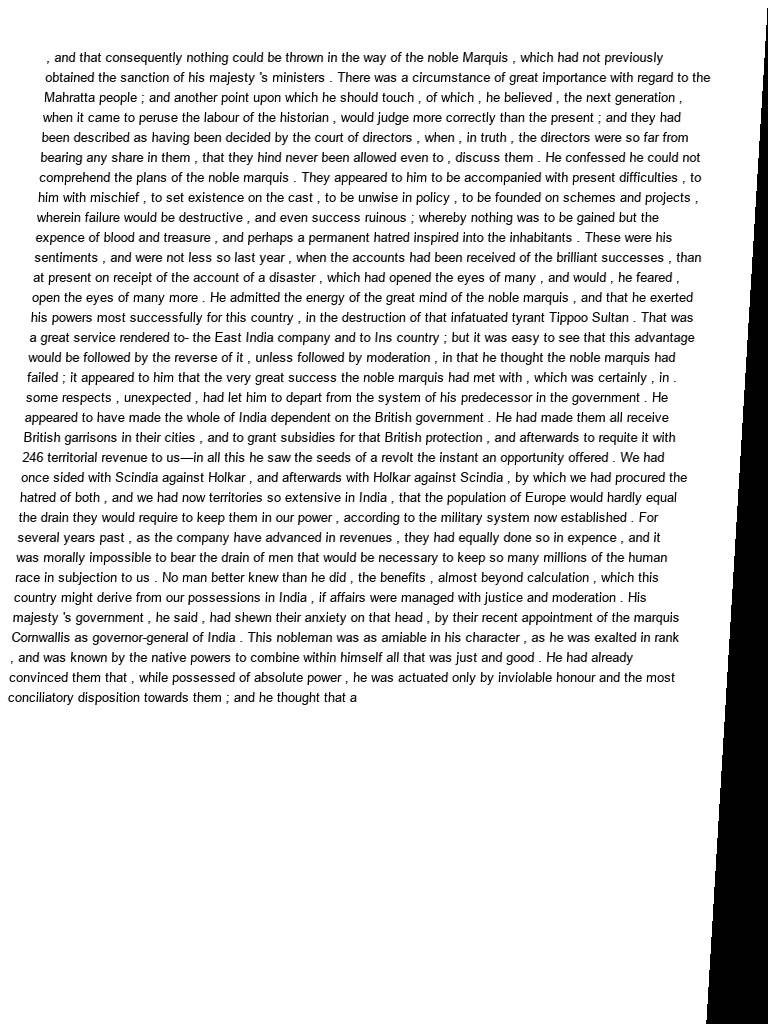 , and that consequently nothing could be thrown in the way of the noble Marquis , which had not previously
obtained the sanction of his majesty 's ministers . There was a circumstance of great importance with regard to the
Mahratta people ; and another point upon which he should touch , of which , he believed , the next generation ,
when it came to peruse the labour of the historian , would judge more correctly than the present ; and they had
been described as having been decided by the court of directors , when , in truth , the directors were so far from
bearing any share in them , that they hind never been allowed even to , discuss them . He confessed he could not
comprehend the plans of the noble marquis . They appeared to him to be accompanied with present difficulties , to
him with mischief , to set existence on the cast , to be unwise in policy , to be founded on schemes and projects ,
wherein failure would be destructive , and even success ruinous ; whereby nothing was to be gained but the
expence of blood and treasure , and perhaps a permanent hatred inspired into the inhabitants . These were his
sentiments , and were not less so last year , when the accounts had been received of the brilliant successes , than
at present on receipt of the account of a disaster , which had opened the eyes of many , and would , he feared ,
open the eyes of many more . He admitted the energy of the great mind of the noble marquis , and that he exerted
his powers most successfully for this country , in the destruction of that infatuated tyrant Tippoo Sultan . That was
a great service rendered to- the East India company and to Ins country ; but it was easy to see that this advantage
would be followed by the reverse of it , unless followed by moderation , in that he thought the noble marquis had
failed ; it appeared to him that the very great success the noble marquis had met with , which was certainly , in .
some respects , unexpected , had let him to depart from the system of his predecessor in the government . He
appeared to have made the whole of India dependent on the British government . He had made them all receive
British garrisons in their cities , and to grant subsidies for that British protection , and afterwards to requite it with
246 territorial revenue to us—in all this he saw the seeds of a revolt the instant an opportunity offered . We had
once sided with Scindia against Holkar , and afterwards with Holkar against Scindia , by which we had procured the
hatred of both , and we had now territories so extensive in India , that the population of Europe would hardly equal
the drain they would require to keep them in our power , according to the military system now established . For
several years past , as the company have advanced in revenues , they had equally done so in expence , and it
was morally impossible to bear the drain of men that would be necessary to keep so many millions of the human
race in subjection to us . No man better knew than he did , the benefits , almost beyond calculation , which this
country might derive from our possessions in India , if affairs were managed with justice and moderation . His
majesty 's government , he said , had shewn their anxiety on that head , by their recent appointment of the marquis
Cornwallis as governor-general of India . This nobleman was as amiable in his character , as he was exalted in rank
, and was known by the native powers to combine within himself all that was just and good . He had already
convinced them that , while possessed of absolute power , he was actuated only by inviolable honour and the most
conciliatory disposition towards them ; and he thought that a